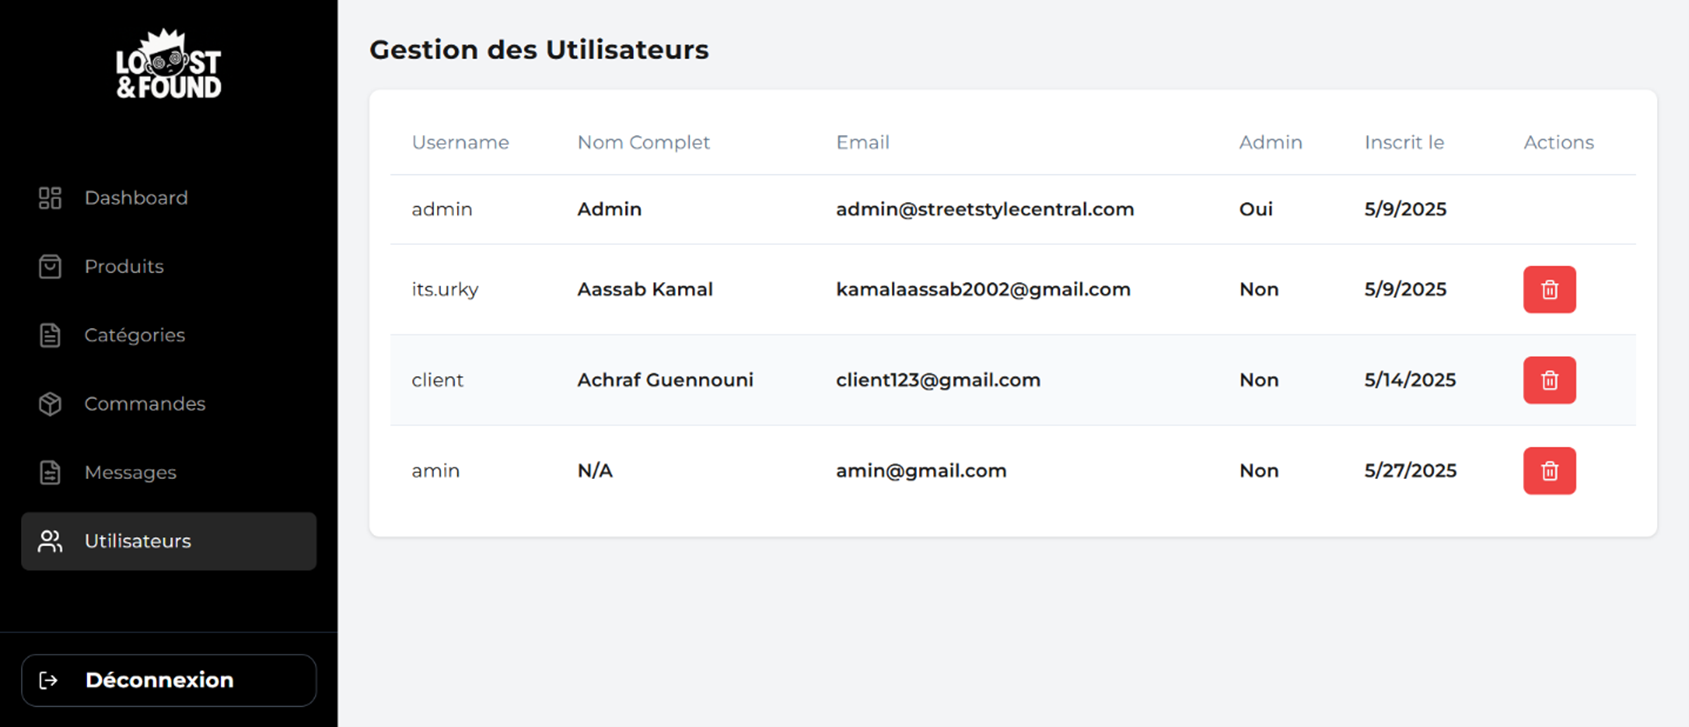 LOOST
&FOUND
Dashboard
Produits
Catégories
Commandes
Messages
Utilisateurs
Déconnexion
Gestion des Utilisateurs
Username Nom Complet Email Admin Inscrit le Actions
admin Admin admin@streetstylecentral.com Oui 5/9/2025
its.urky Aassab Kamal kamalaassab2002@gmail.com Non 5/9/2025
client Achraf Guennouni client123@gmail.com Non 5/14/2025
amin N/A amin@gmail.com Non 5/27/2025